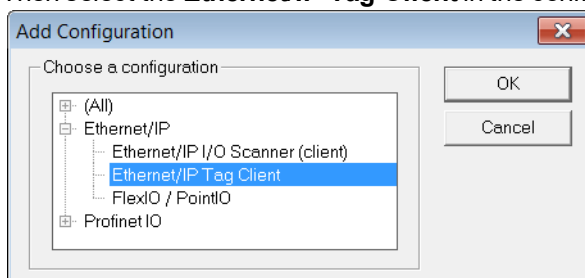 Add Configuration
Choose a configuration
(All)
Ethernet/IP
Ethernet/IP I/O Scanner (client)
Ethernet/IP Tag Client
FlexIO / PointIO
Profinet IO
OK
Cancel